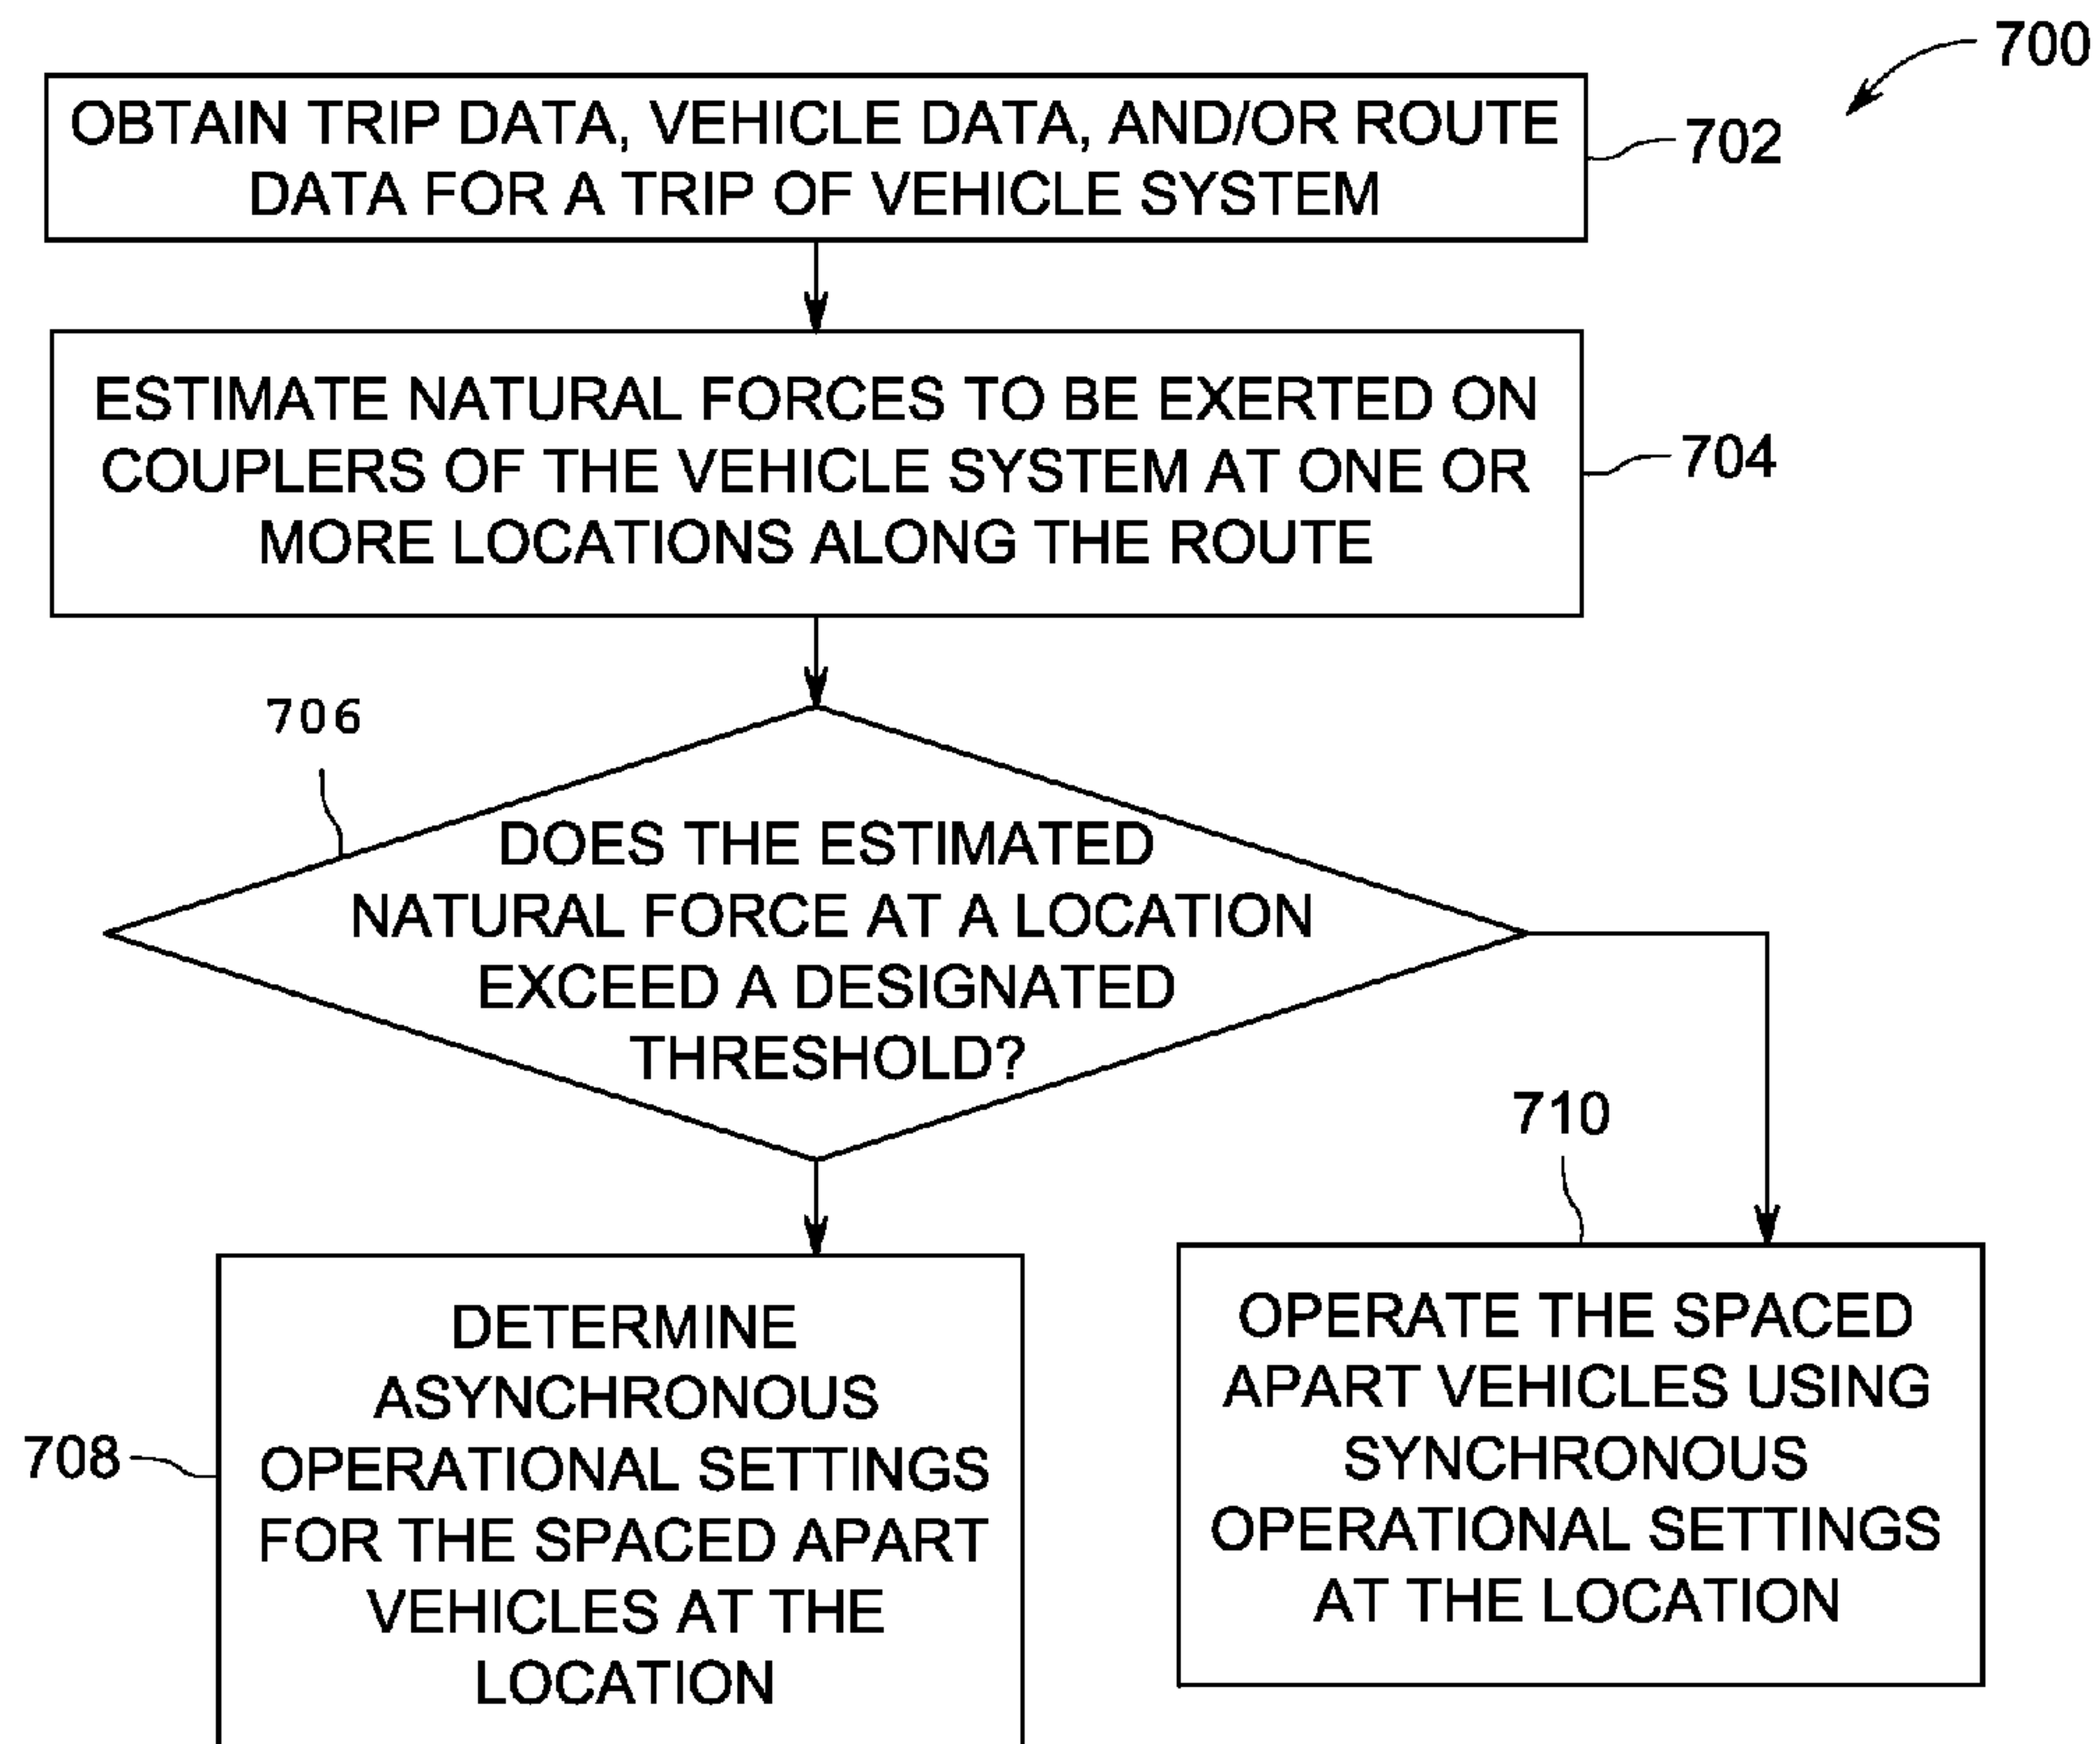 700
OBTAIN TRIP DATA, VEHICLE DATA, AND/OR ROUTE
DATA FOR A TRIP OF VEHICLE SYSTEM
702
ESTIMATE NATURAL FORCES TO BE EXERTED ON
COUPLERS OF THE VEHICLE SYSTEM AT ONE OR
MORE LOCATIONS ALONG THE ROUTE
704
706
DOES THE ESTIMATED
NATURAL FORCE AT A LOCATION
EXCEED A DESIGNATED
THRESHOLD?
708
DETERMINE
ASYNCHRONOUS
OPERATIONAL SETTINGS
FOR THE SPACED APART
VEHICLES AT THE
LOCATION
710
OPERATE THE SPACED
APART VEHICLES USING
SYNCHRONOUS
OPERATIONAL SETTINGS
AT THE LOCATION